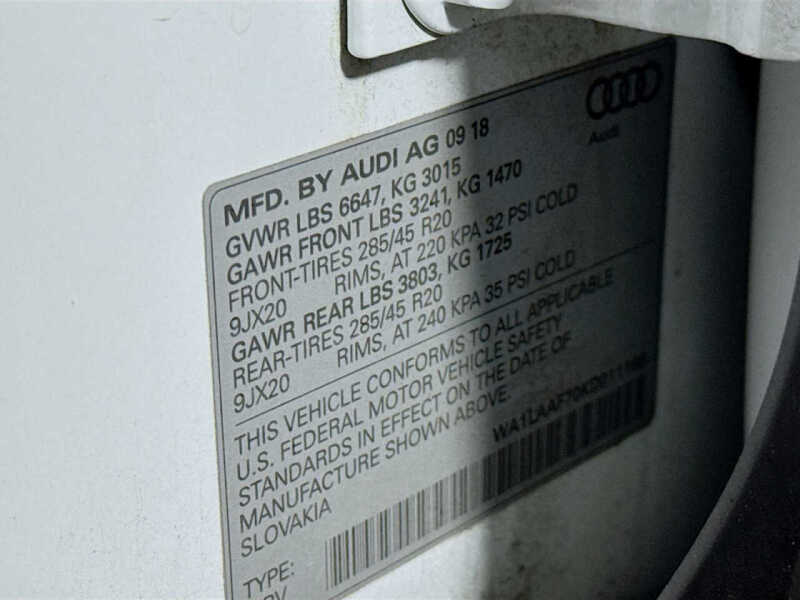 Audi
MFD. BY AUDI AG 09 18
GVWR LBS 6647, KG 3015
GAWR FRONT LBS 3241, KG 1470
FRONT-TIRES 285/45 R20
9JX20 RIMS, AT 220 KPA 32 PSI COLD
GAWR REAR LBS 3803, KG 1725
REAR-TIRES 285/45 R20
9JX20 RIMS, AT 240 KPA 35 PSI COLD
THIS VEHICLE CONFORMS TO ALL APPLICABLE
U.S. FEDERAL MOTOR VEHICLE SAFETY
STANDARDS IN EFFECT ON THE DATE OF
MANUFACTURE SHOWN ABOVE.
SLOVAKIA
TYPE: